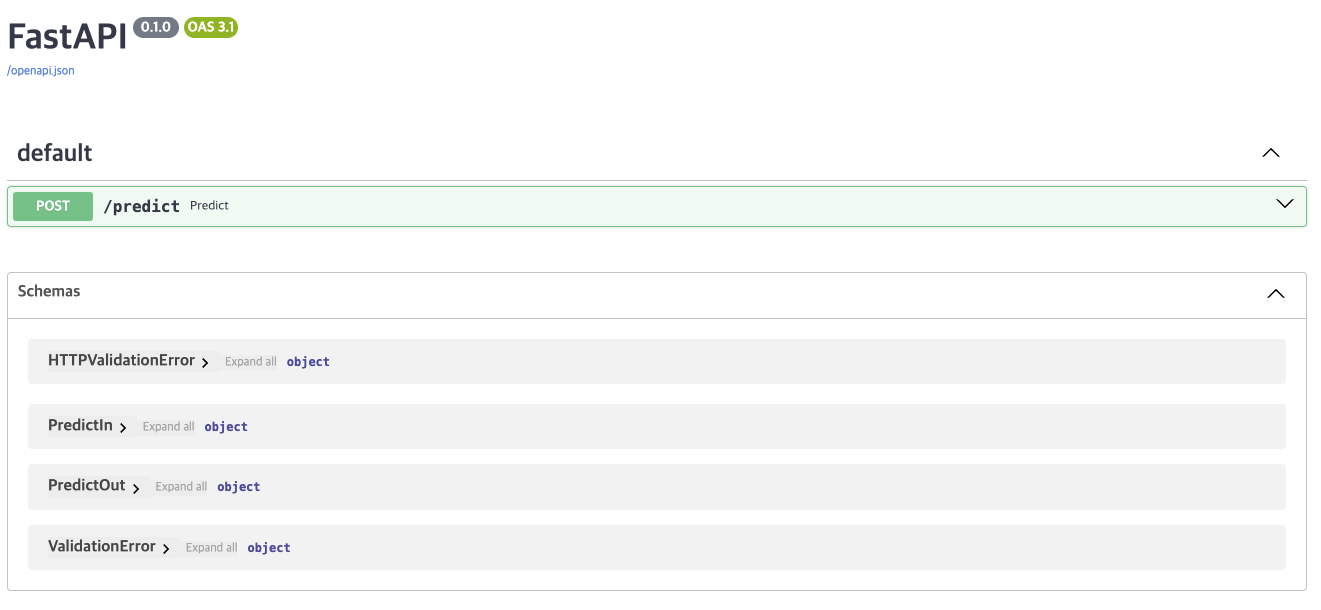 FastAPI 0.1.0 OAS 3.1
/openapi.json
default
POST /predict Predict
Schemas
HTTPValidationError Expand all object
PredictIn Expand all object
PredictOut Expand all object
ValidationError Expand all object